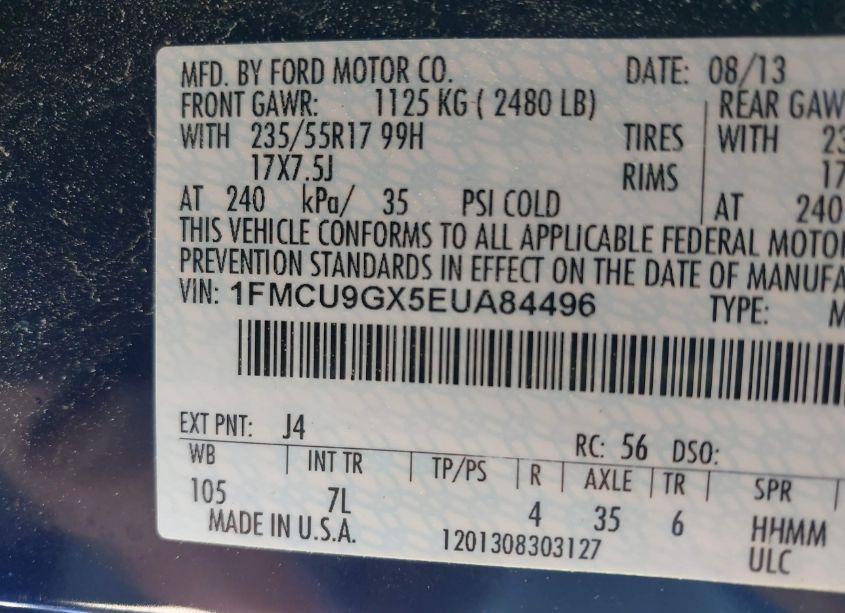 MFD. BY FORD MOTOR CO. DATE: 08/13
FRONT GAWR: 1125 KG ( 2480 LB) REAR GAW
WITH 235/55R17 99H TIRES WITH 23
17X7.5J RIMS 17
AT 240 kPa/ 35 PSI COLD AT 240
THIS VEHICLE CONFORMS TO ALL APPLICABLE FEDERAL MOTO
PREVENTION STANDARDS IN EFFECT ON THE DATE OF MANUFA
VIN: 1FMCU9GX5EUA84496 TYPE: M
EXT PNT: J4 RC: 56 DSO:
WB INT TR TP/PS R AXLE TR SPR
105 7L 4 35 6 HHMM
MADE IN U.S.A. 1201308303127 ULC